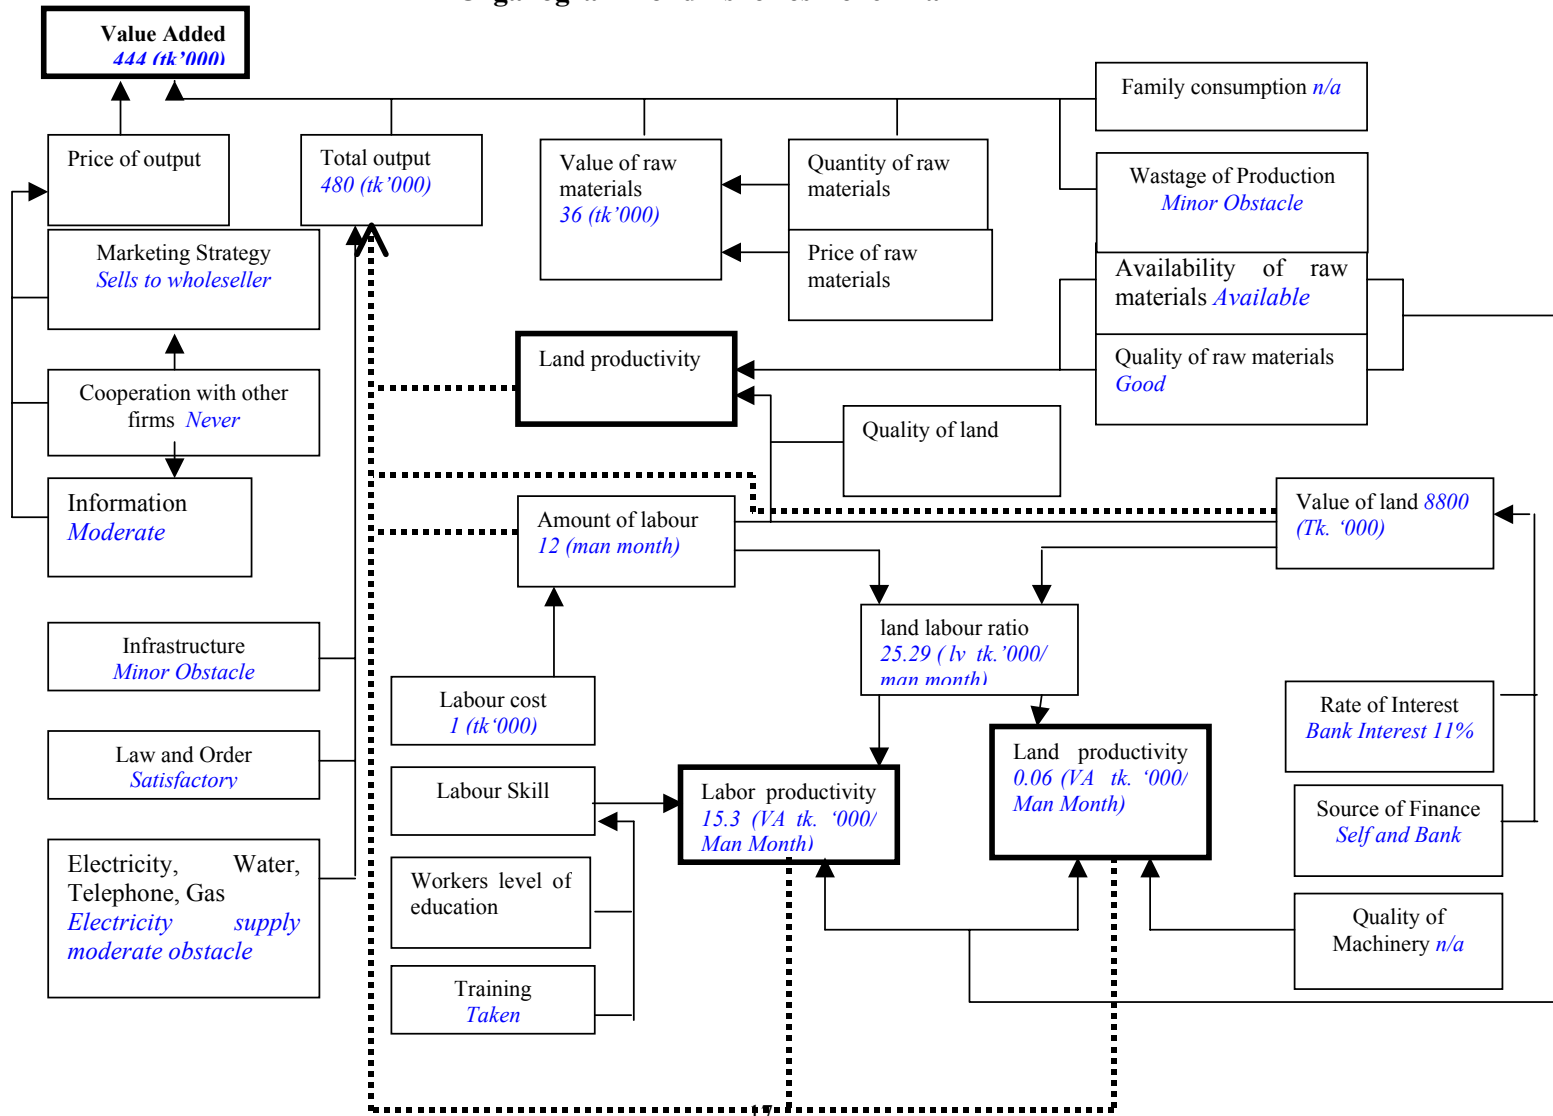 Value Added
444 (tk’000)
Family consumption n/a
Price of output
Total output
480 (tk’000)
Value of raw
materials
36 (tk’000)
Quantity of raw
materials
Wastage of Production
Minor Obstacle
Marketing Strategy
Sells to wholeseller
Price of raw
materials
Availability of raw
materials Available
Land productivity
Quality of raw materials
Good
Cooperation with other
firms Never
Quality of land
Information
Moderate
Amount of labour
12 (man month)
Value of land 8800
(Tk. ‘000)
land labour ratio
25.29 ( lv tk.’000/
man month)
Infrastructure
Minor Obstacle
Labour cost
1 (tk‘000)
Rate of Interest
Bank Interest 11%
Law and Order
Satisfactory
Labour Skill
Labor productivity
15.3 (VA tk. ‘000/
Man Month)
Land productivity
0.06 (VA tk. ‘000/
Man Month)
Source of Finance
Self and Bank
Electricity, Water,
Telephone, Gas
Electricity supply
moderate obstacle
Workers level of
education
Quality of
Machinery n/a
Training
Taken
17